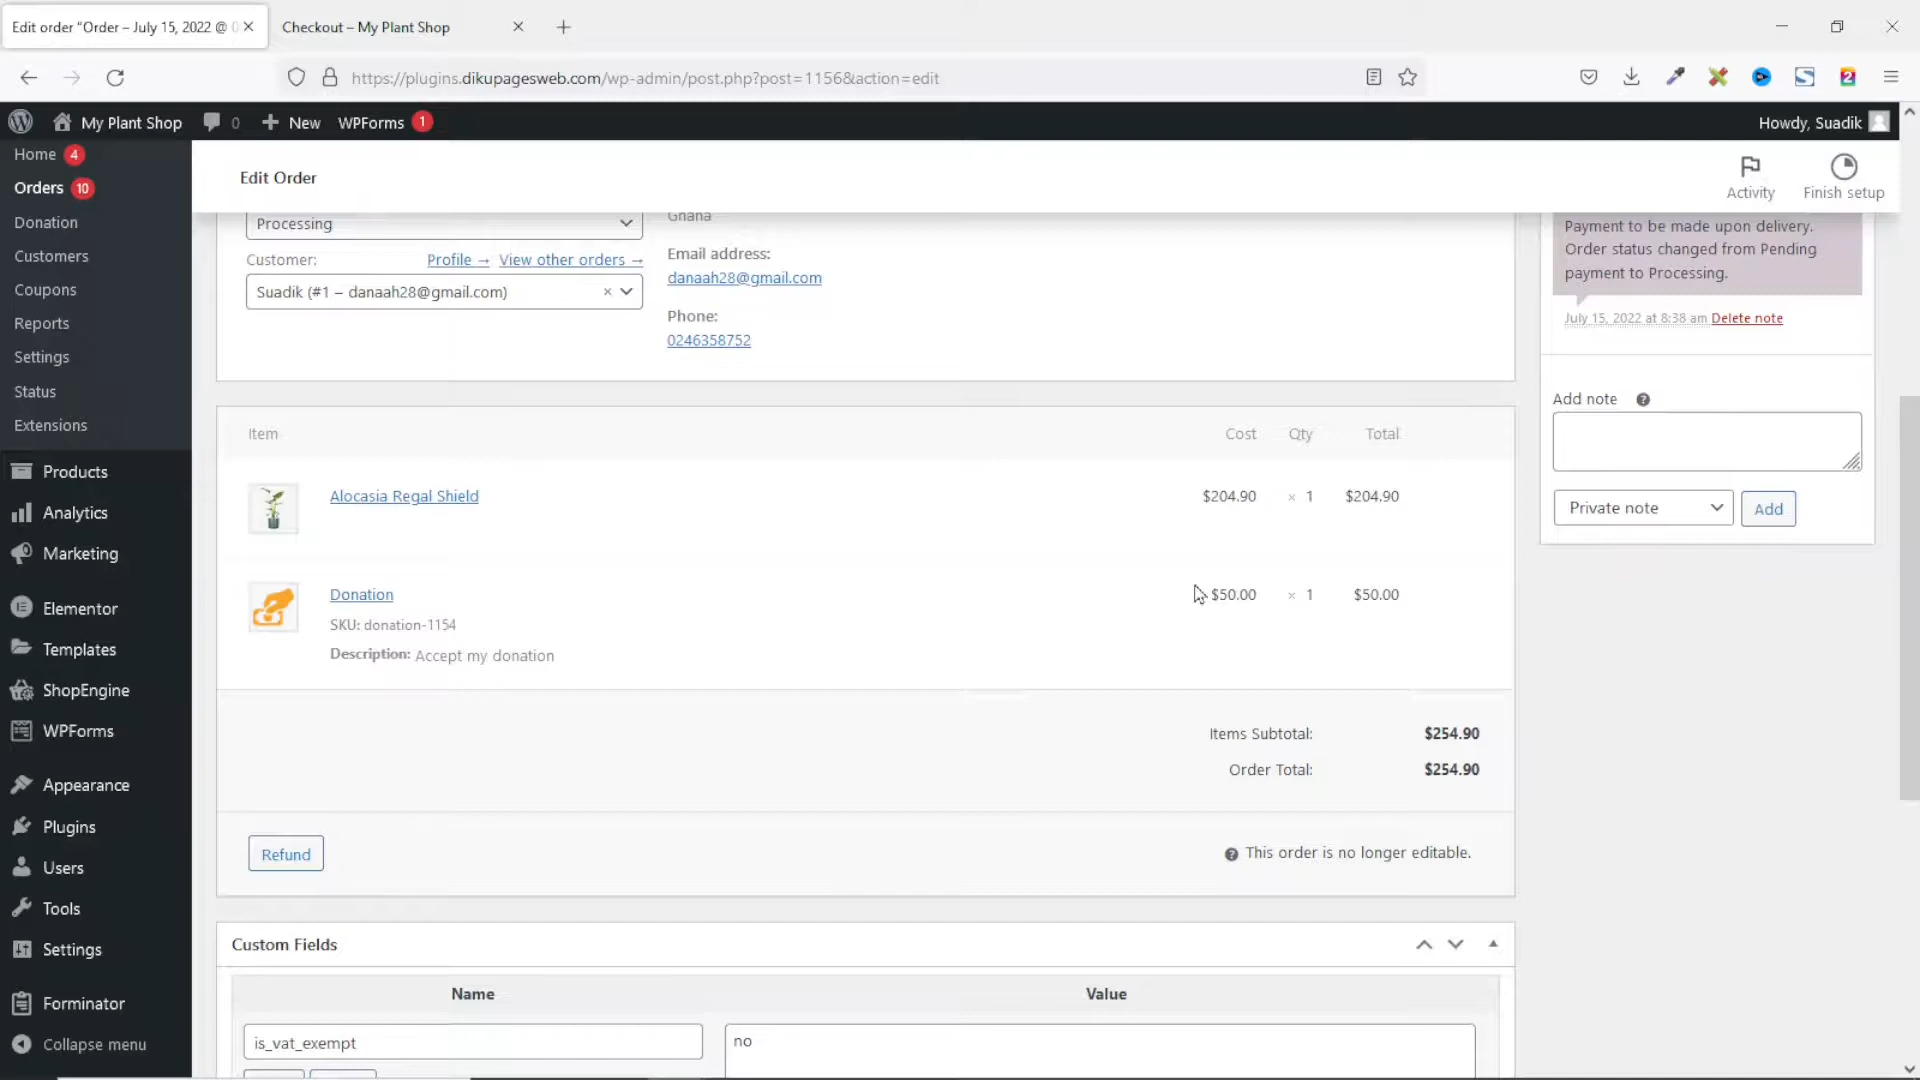 Edit order “Order – July 15, 2022 @ 0
Checkout – My Plant Shop
https://plugins.dikupagesweb.com/wp-admin/post.php?post=1156&action=edit
2
My Plant Shop
0
New
WPForms 1
Howdy, Suadik
Home 4
Orders 10
Donation
Customers
Coupons
Reports
Settings
Status
Extensions
Products
Analytics
Marketing
Elementor
Templates
ShopEngine
WPForms
Appearance
Plugins
Users
Tools
Settings
Forminator
Collapse menu
Edit Order
Activity
Finish setup
Processing
Customer:
Profile →
View other orders →
Suadik (#1 – danaah28@gmail.com) ×
Ghana
Email address:
danaah28@gmail.com
Phone:
0246358752
Item Cost Qty Total
Alocasia Regal Shield $204.90 × 1 $204.90
Donation $50.00 × 1 $50.00
SKU: donation-1154
Description: Accept my donation
Items Subtotal: $254.90
Order Total: $254.90
Refund
This order is no longer editable.
Custom Fields
Name Value
is_vat_exempt no
Payment to be made upon delivery.
Order status changed from Pending
payment to Processing.
July 15, 2022 at 8:38 am Delete note
Add note
Private note
Add